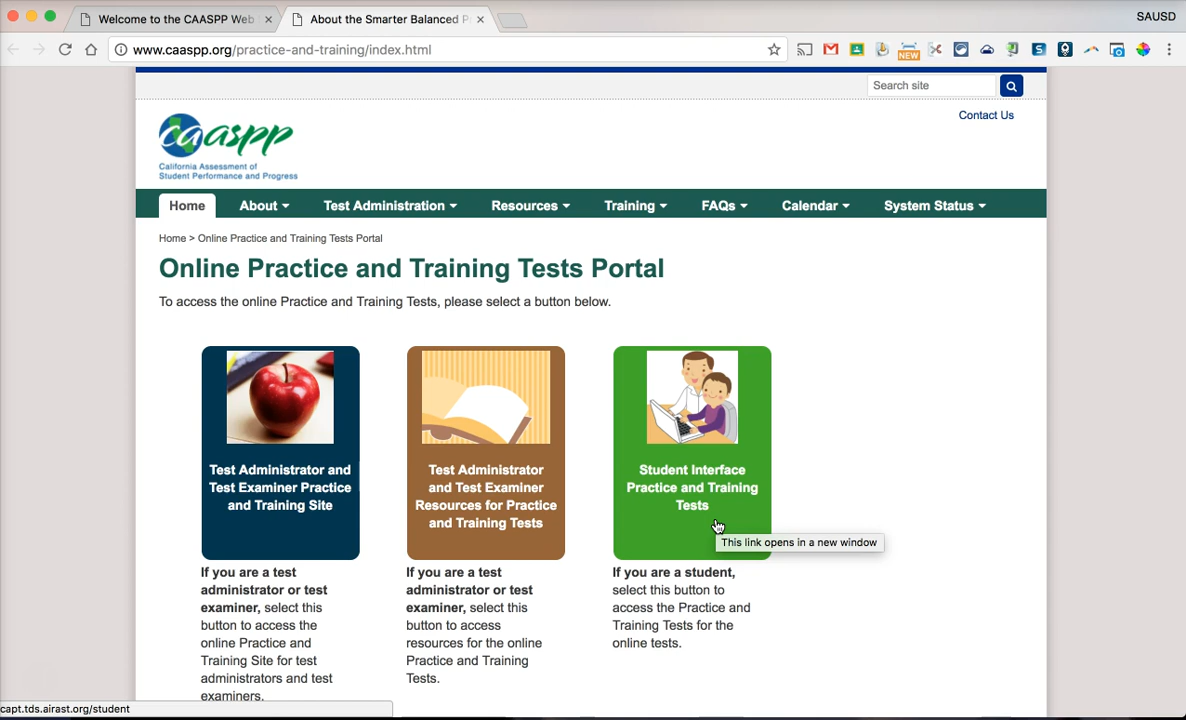 Welcome to the CAASPP Web
About the Smarter Balanced P
SAUSD
www.caaspp.org/practice-and-training/index.html
NEW
Search site
Contact Us
caaspp
California Assessment of
Student Performance and Progress
Home About Test Administration Resources Training FAQs Calendar System Status
Home > Online Practice and Training Tests Portal
Online Practice and Training Tests Portal
To access the online Practice and Training Tests, please select a button below.
Test Administrator and
Test Examiner Practice
and Training Site
If you are a test
administrator or test
examiner, select this
button to access the
online Practice and
Training Site for test
administrators and test
examiners.
Test Administrator
and Test Examiner
Resources for Practice
and Training Tests
If you are a test
administrator or test
examiner, select this
button to access
resources for the online
Practice and Training
Tests.
Student Interface
Practice and Training
Tests
This link opens in a new window
If you are a student,
select this button to
access the Practice and
Training Tests for the
online tests.
capt.tds.airast.org/student